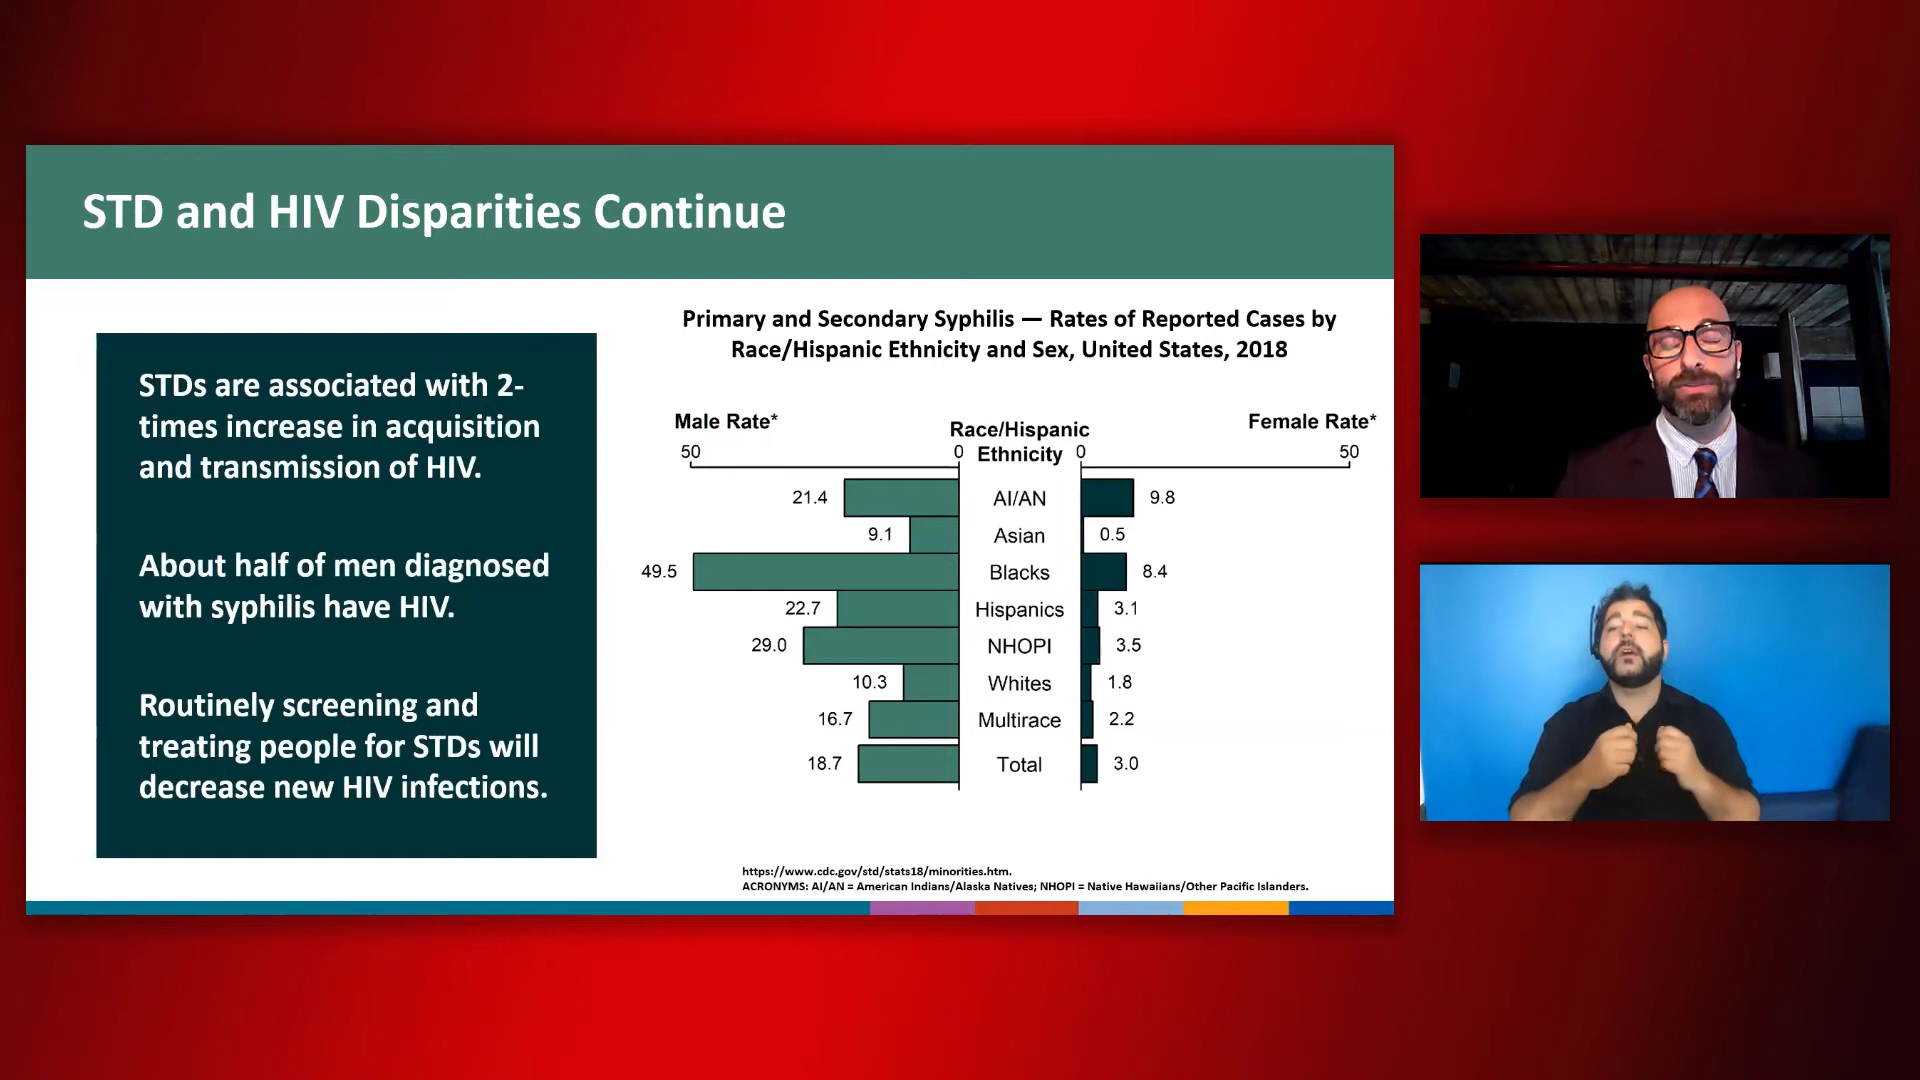 STD and HIV Disparities Continue
STDs are associated with 2-
times increase in acquisition
and transmission of HIV.
About half of men diagnosed
with syphilis have HIV.
Routinely screening and
treating people for STDs will
decrease new HIV infections.
Primary and Secondary Syphilis — Rates of Reported Cases by
Race/Hispanic Ethnicity and Sex, United States, 2018
Male Rate* Race/Hispanic Ethnicity Female Rate*
50 0 0 50
21.4 AI/AN 9.8
9.1 Asian 0.5
49.5 Blacks 8.4
22.7 Hispanics 3.1
29.0 NHOPI 3.5
10.3 Whites 1.8
16.7 Multirace 2.2
18.7 Total 3.0
https://www.cdc.gov/std/stats18/minorities.htm.
ACRONYMS: AI/AN = American Indians/Alaska Natives; NHOPI = Native Hawaiians/Other Pacific Islanders.